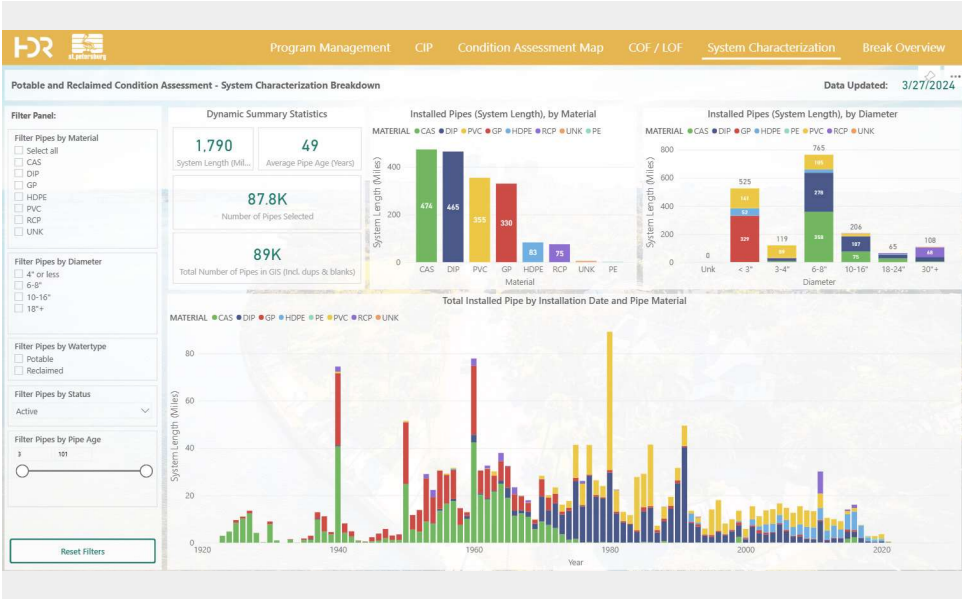 HDR
st.petersburg
Program Management CIP Condition Assessment Map COF / LOF System Characterization Break Overview
Potable and Reclaimed Condition Assessment - System Characterization Breakdown
Data Updated: 3/27/2024
Filter Panel:
Filter Pipes by Material
Select all
CAS
DIP
GP
HDPE
PVC
RCP
UNK
Filter Pipes by Diameter
4" or less
6-8"
10-16"
18"+
Filter Pipes by Watertype
Potable
Reclaimed
Filter Pipes by Status
Active
Filter Pipes by Pipe Age
3 101
Reset Filters
Dynamic Summary Statistics
1,790
System Length (Mil...
49
Average Pipe Age (Years)
87.8K
Number of Pipes Selected
89K
Total Number of Pipes in GIS (Incl. dups & blanks)
Installed Pipes (System Length), by Material
MATERIAL CAS DIP PVC GP HDPE RCP UNK PE
System Length (Miles)
400
200
0
474 465 355 330 83 75
CAS DIP PVC GP HDPE RCP UNK PE
Material
Installed Pipes (System Length), by Diameter
MATERIAL CAS DIP GP HDPE PE PVC RCP UNK
System Length (Miles)
800
600
400
200
0
0 525 119 765 206 65 108
329 270 358 187 75 68
Unk < 3" 3-4" 6-8" 10-16" 18-24" 30"+
Diameter
Total Installed Pipe by Installation Date and Pipe Material
MATERIAL CAS DIP GP HDPE PE PVC RCP UNK
System Length (Miles)
80
60
40
20
0
1920 1940 1960 1980 2000 2020
Year